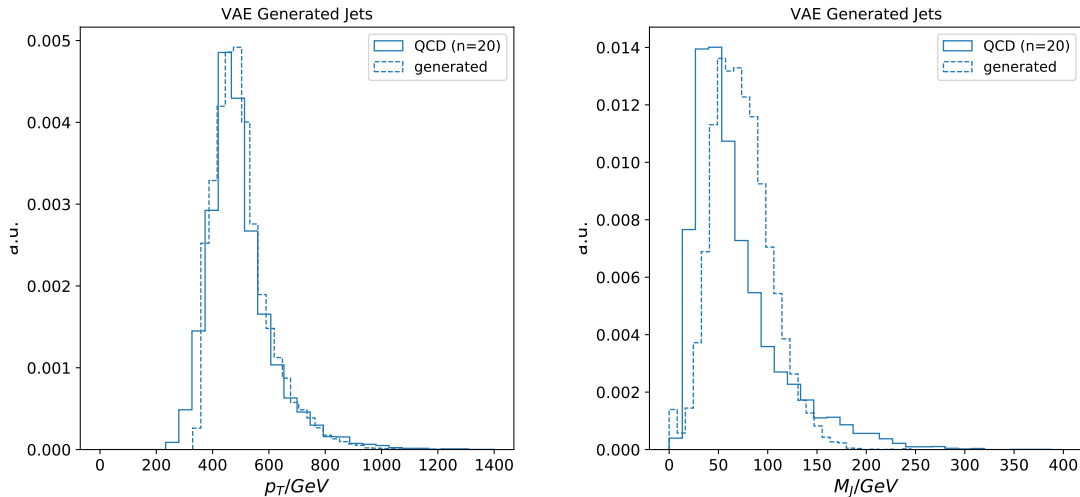 VAE Generated Jets
QCD (n=20)
generated
0.005
0.004
0.003
0.002
0.001
0.000
a.u.
0 200 400 600 800 1000 1200 1400
p_T/GeV
VAE Generated Jets
QCD (n=20)
generated
0.014
0.012
0.010
0.008
0.006
0.004
0.002
0.000
a.u.
0 50 100 150 200 250 300 350 400
M_J/GeV